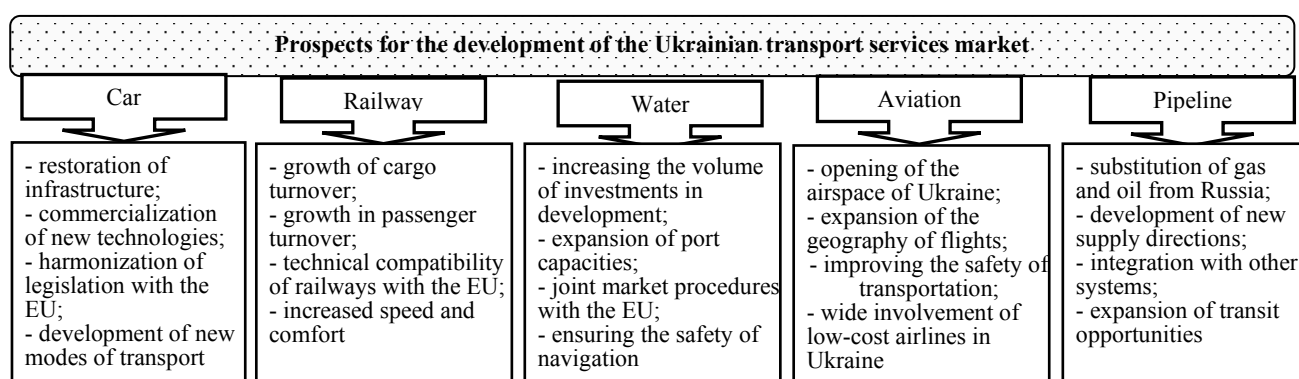 Prospects for the development of the Ukrainian transport services market
Car
- restoration of
infrastructure;
- commercialization
of new technologies;
- harmonization of
legislation with the
EU;
- development of new
modes of transport
Railway
- growth of cargo
turnover;
- growth in passenger
turnover;
- technical compatibility
of railways with the EU;
- increased speed and
comfort
Water
- increasing the volume
of investments in
development;
- expansion of port
capacities;
- joint market procedures
with the EU;
- ensuring the safety of
navigation
Aviation
- opening of the
airspace of Ukraine;
- expansion of the
geography of flights;
- improving the safety of
transportation;
- wide involvement of
low-cost airlines in
Ukraine
Pipeline
- substitution of gas
and oil from Russia;
- development of new
supply directions;
- integration with other
systems;
- expansion of transit
opportunities